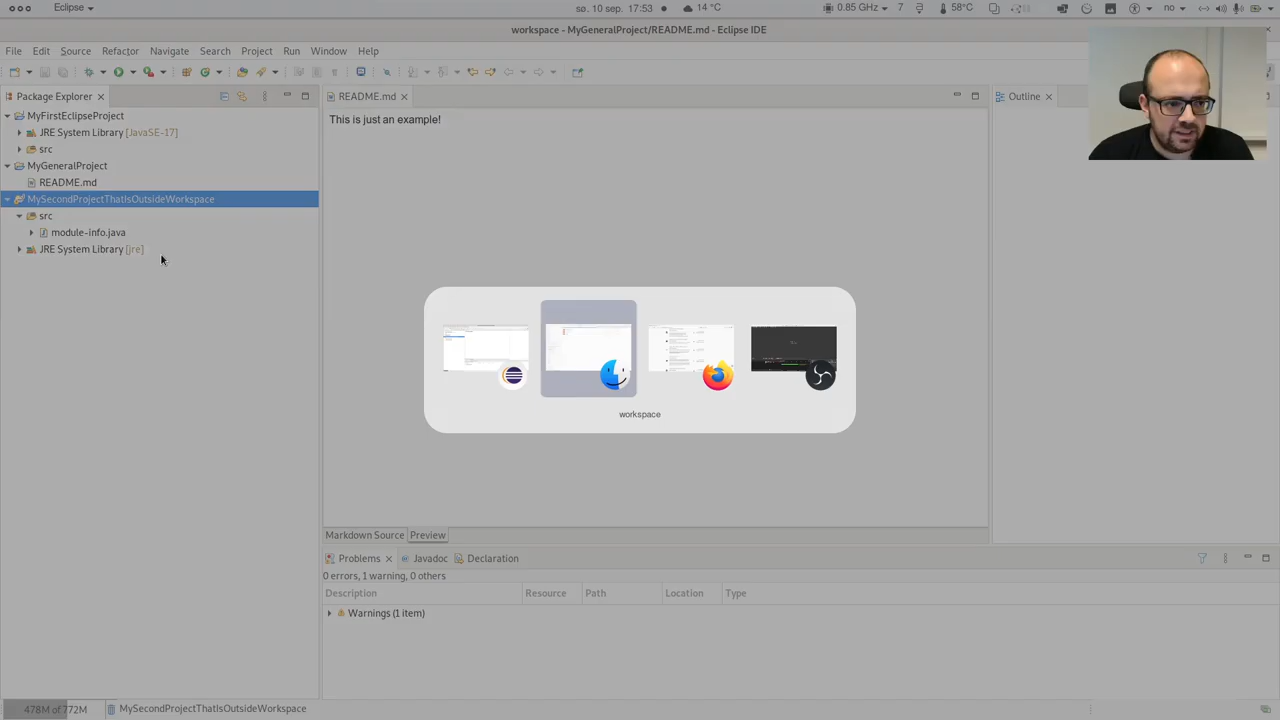 Eclipse
sø. 10 sep. 17:53
14 °C
0.85 GHz
7
58°C
no
workspace - MyGeneralProject/README.md - Eclipse IDE
File Edit Source Refactor Navigate Search Project Run Window Help
Package Explorer
README.md
Outline
MyFirstEclipseProject
This is just an example!
JRE System Library [JavaSE-17]
src
MyGeneralProject
README.md
MySecondProjectThatIsOutsideWorkspace
src
module-info.java
JRE System Library [jre]
workspace
Markdown Source Preview
Problems Javadoc Declaration
0 errors, 1 warning, 0 others
Description Resource Path Location Type
Warnings (1 item)
478M of 772M
MySecondProjectThatIsOutsideWorkspace